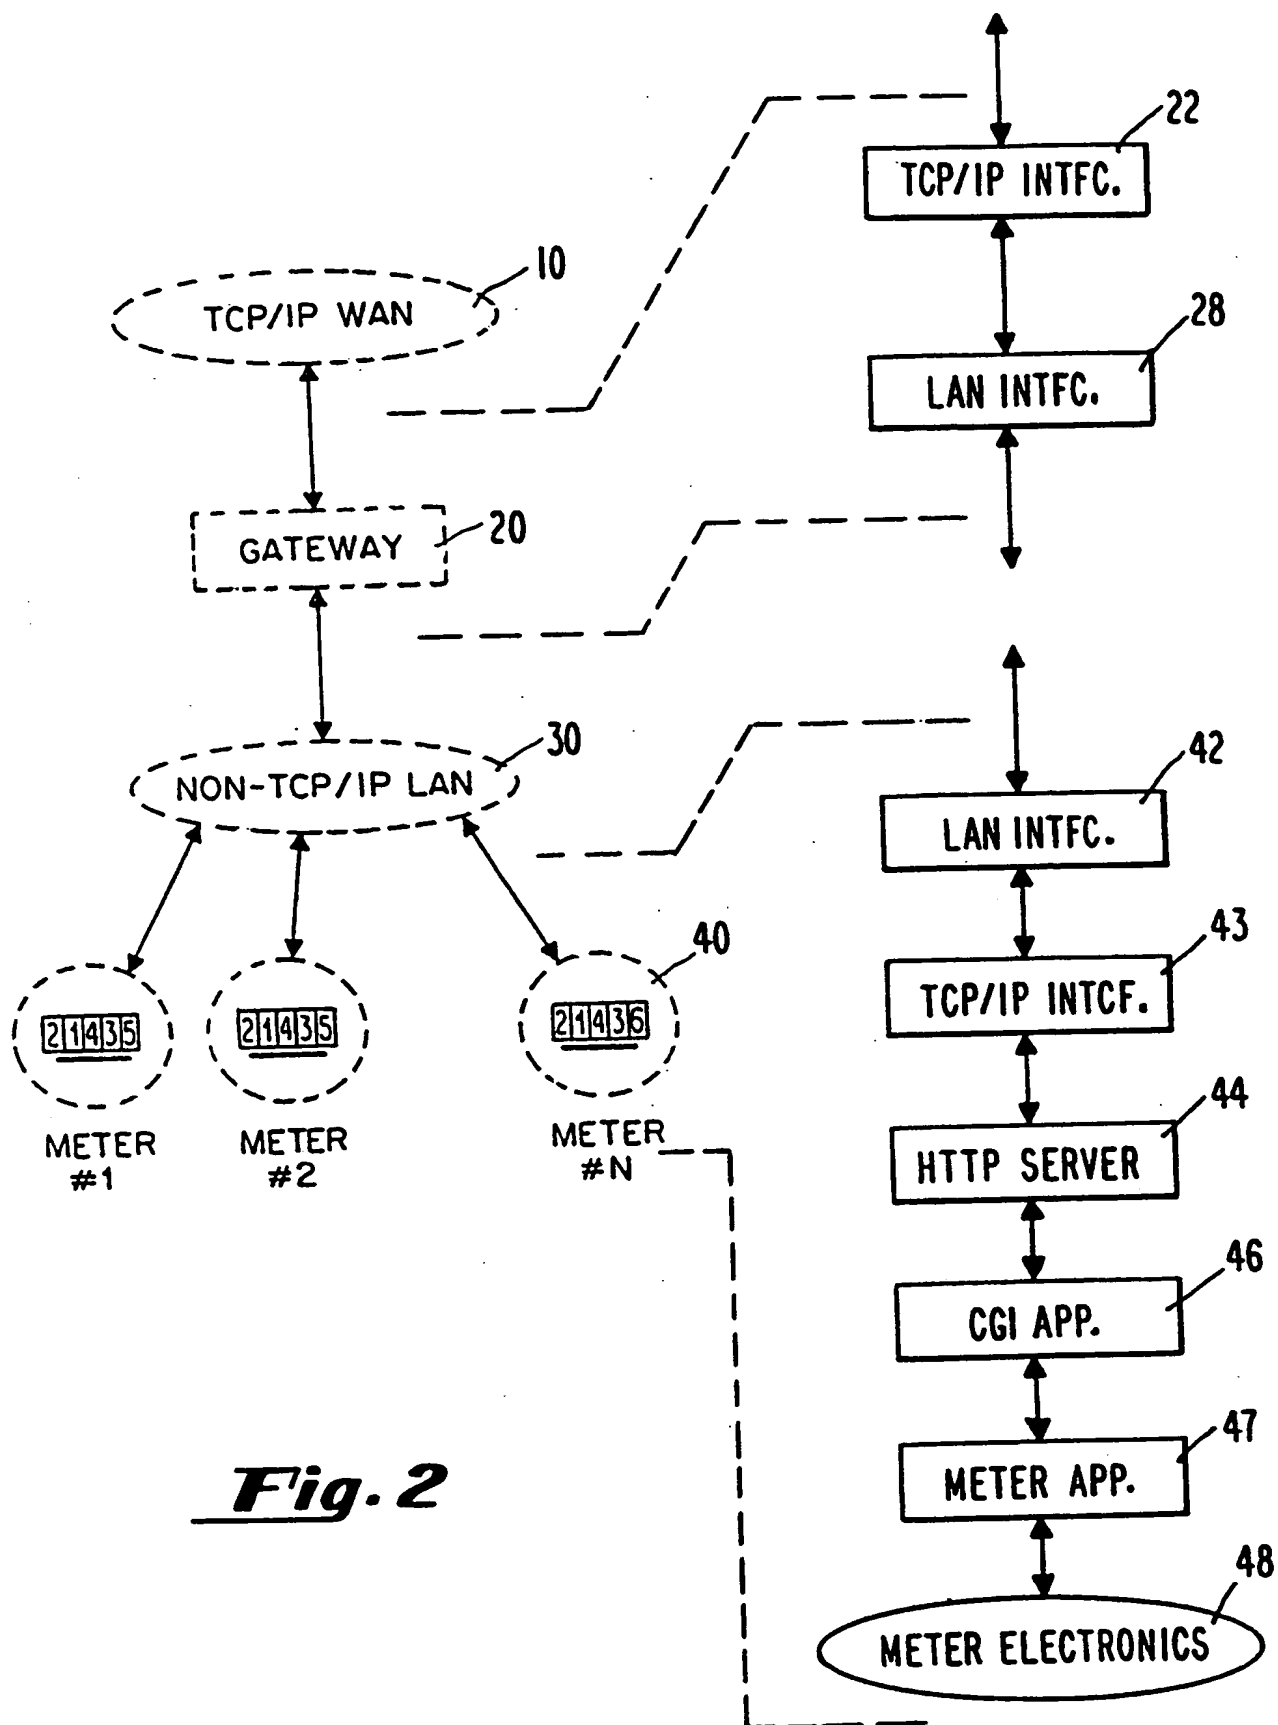 22
TCP/IP INTFC.
10
TCP/IP WAN
28
LAN INTFC.
20
GATEWAY
30
NON-TCP/IP LAN
42
LAN INTFC.
40
21435
21435
21436
METER
#1
METER
#2
METER
#N
43
TCP/IP INTCF.
44
HTTP SERVER
46
CGI APP.
47
METER APP.
48
METER ELECTRONICS
Fig. 2